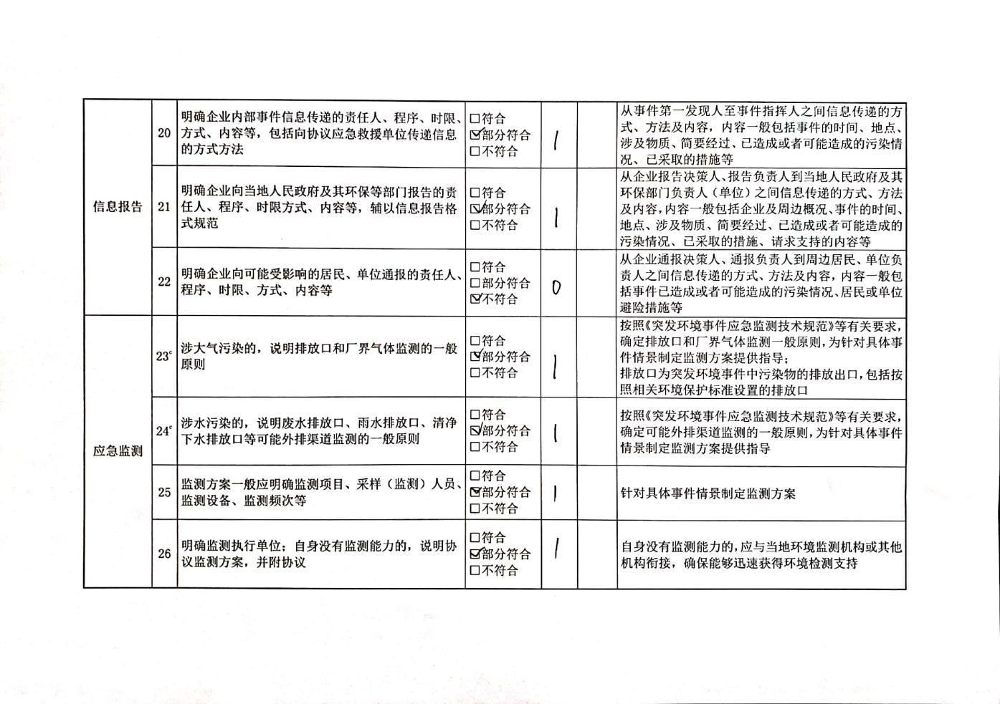 信息报告
20
明确企业内部事件信息传递的责任人、程序、时限、
方式、内容等，包括向协议应急救援单位传递信息
的方式方法
□符合
☑部分符合
□不符合
1
从事件第一发现人至事件指挥人之间信息传递的方
式、方法及内容，内容一般包括事件的时间、地点、
涉及物质、简要经过、已造成或者可能造成的污染情
况、已采取的措施等
21
明确企业向当地人民政府及其环保等部门报告的责
任人、程序、时限方式、内容等，辅以信息报告格
式规范
□符合
☑部分符合
□不符合
1
从企业报告决策人、报告负责人到当地人民政府及其
环保部门负责人（单位）之间信息传递的方式、方法
及内容，内容一般包括企业及周边概况、事件的时间、
地点、涉及物质、简要经过、已造成或者可能造成的
污染情况、已采取的措施、请求支持的内容等
22
明确企业向可能受影响的居民、单位通报的责任人、
程序、时限、方式、内容等
□符合
□部分符合
☑不符合
0
从企业通报决策人、通报负责人到周边居民、单位负
责人之间信息传递的方式、方法及内容，内容一般包
括事件已造成或者可能造成的污染情况、居民或单位
避险措施等
应急监测
23c
涉大气污染的，说明排放口和厂界气体监测的一般
原则
□符合
☑部分符合
□不符合
1
按照《突发环境事件应急监测技术规范》等有关要求，
确定排放口和厂界气体监测一般原则，为针对具体事
件情景制定监测方案提供指导；
排放口为突发环境事件中污染物的排放出口，包括按
照相关环境保护标准设置的排放口
24c
涉水污染的，说明废水排放口、雨水排放口、清净
下水排放口等可能外排渠道监测的一般原则
□符合
☑部分符合
□不符合
1
按照《突发环境事件应急监测技术规范》等有关要求，
确定可能外排渠道监测的一般原则，为针对具体事件
情景制定监测方案提供指导
25
监测方案一般应明确监测项目、采样（监测）人员、
监测设备、监测频次等
□符合
☑部分符合
□不符合
1
针对具体事件情景制定监测方案
26
明确监测执行单位；自身没有监测能力的，说明协
议监测方案，并附协议
□符合
☑部分符合
□不符合
1
自身没有监测能力的，应与当地环境监测机构或其他
机构衔接，确保能够迅速获得环境检测支持